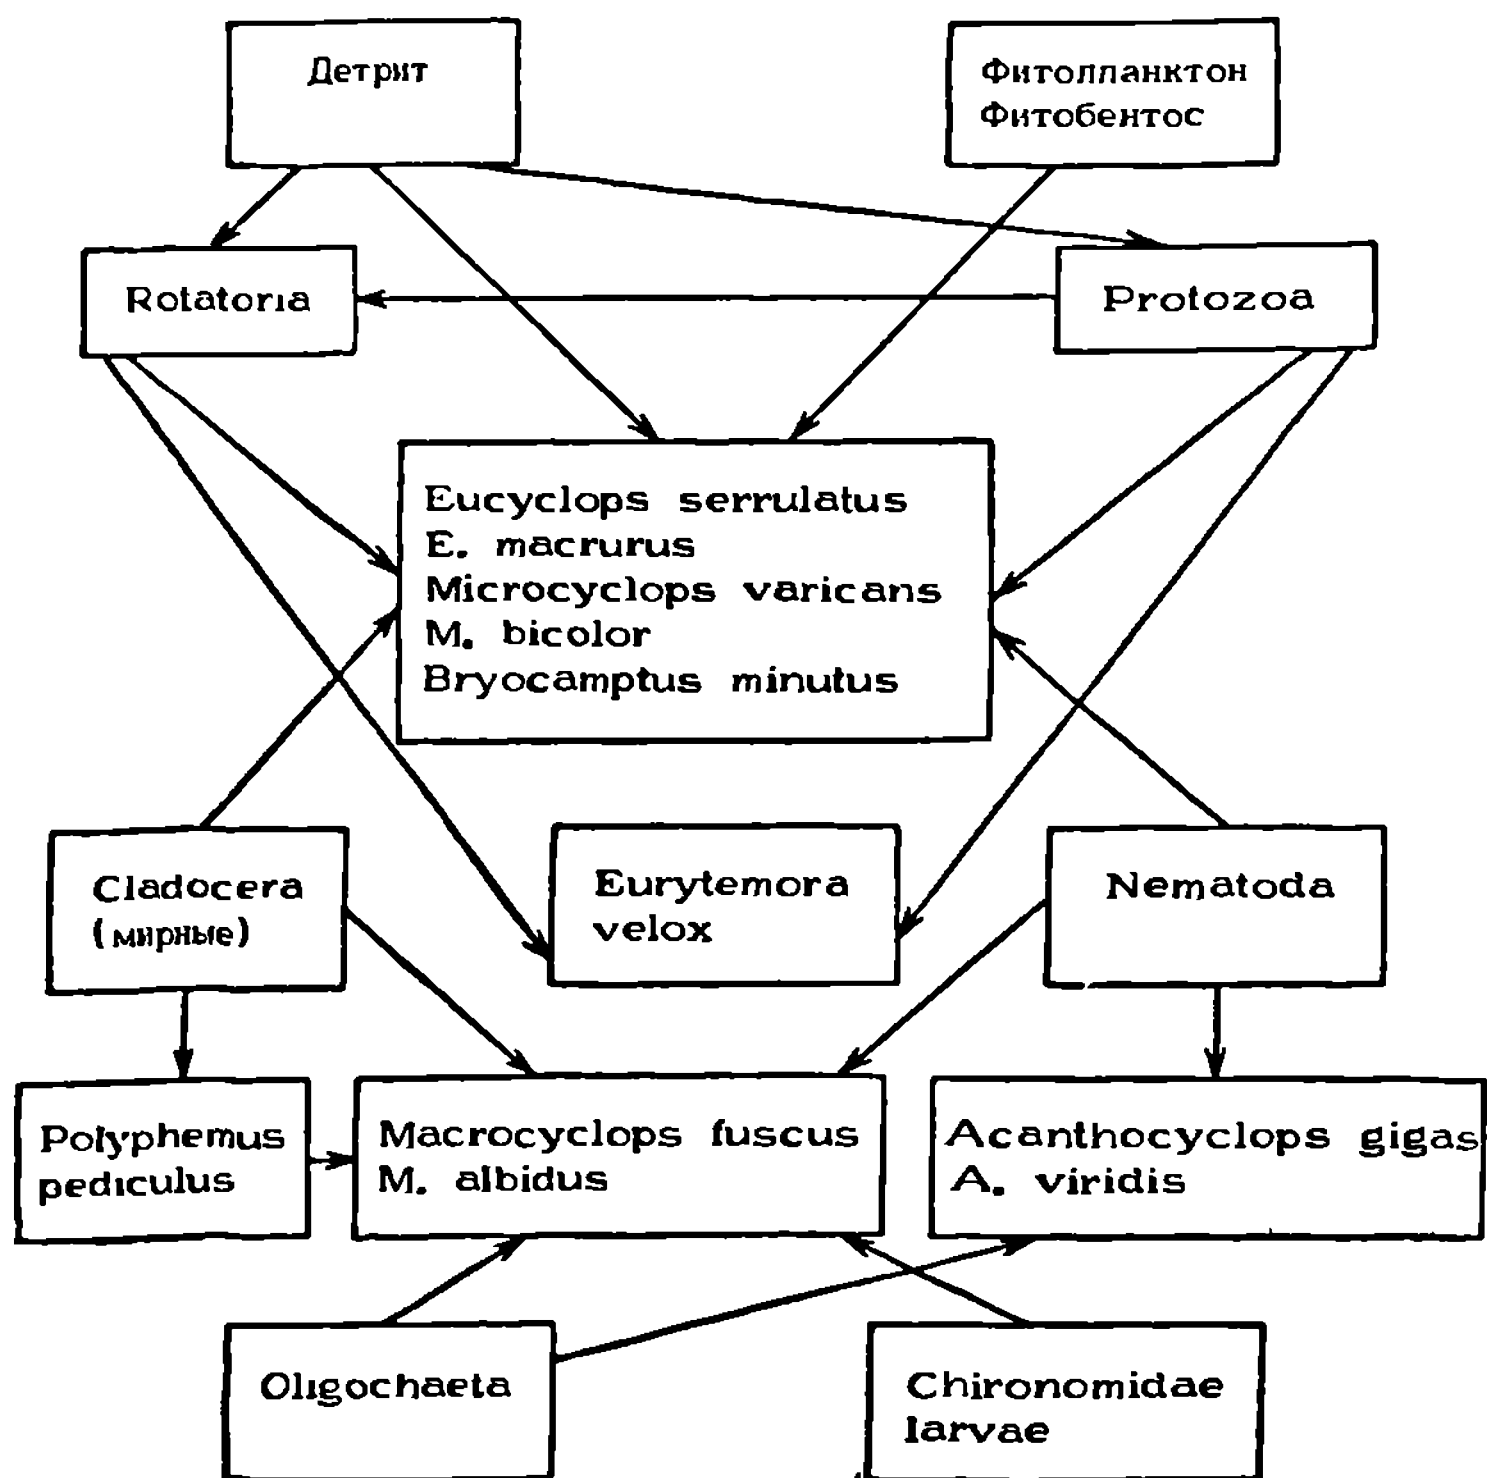 Детрит
Фитопланктон
Фитобентос
Rotatoria
Protozoa
Eucyclops serrulatus
E. macrurus
Microcyclops varicans
M. bicolor
Bryocamptus minutus
Cladocera
(мирные)
Eurytemora
velox
Nematoda
Polyphemus
pediculus
Macrocyclops fuscus
M. albidus
Acanthocyclops gigas
A. viridis
Oligochaeta
Chironomidae
larvae